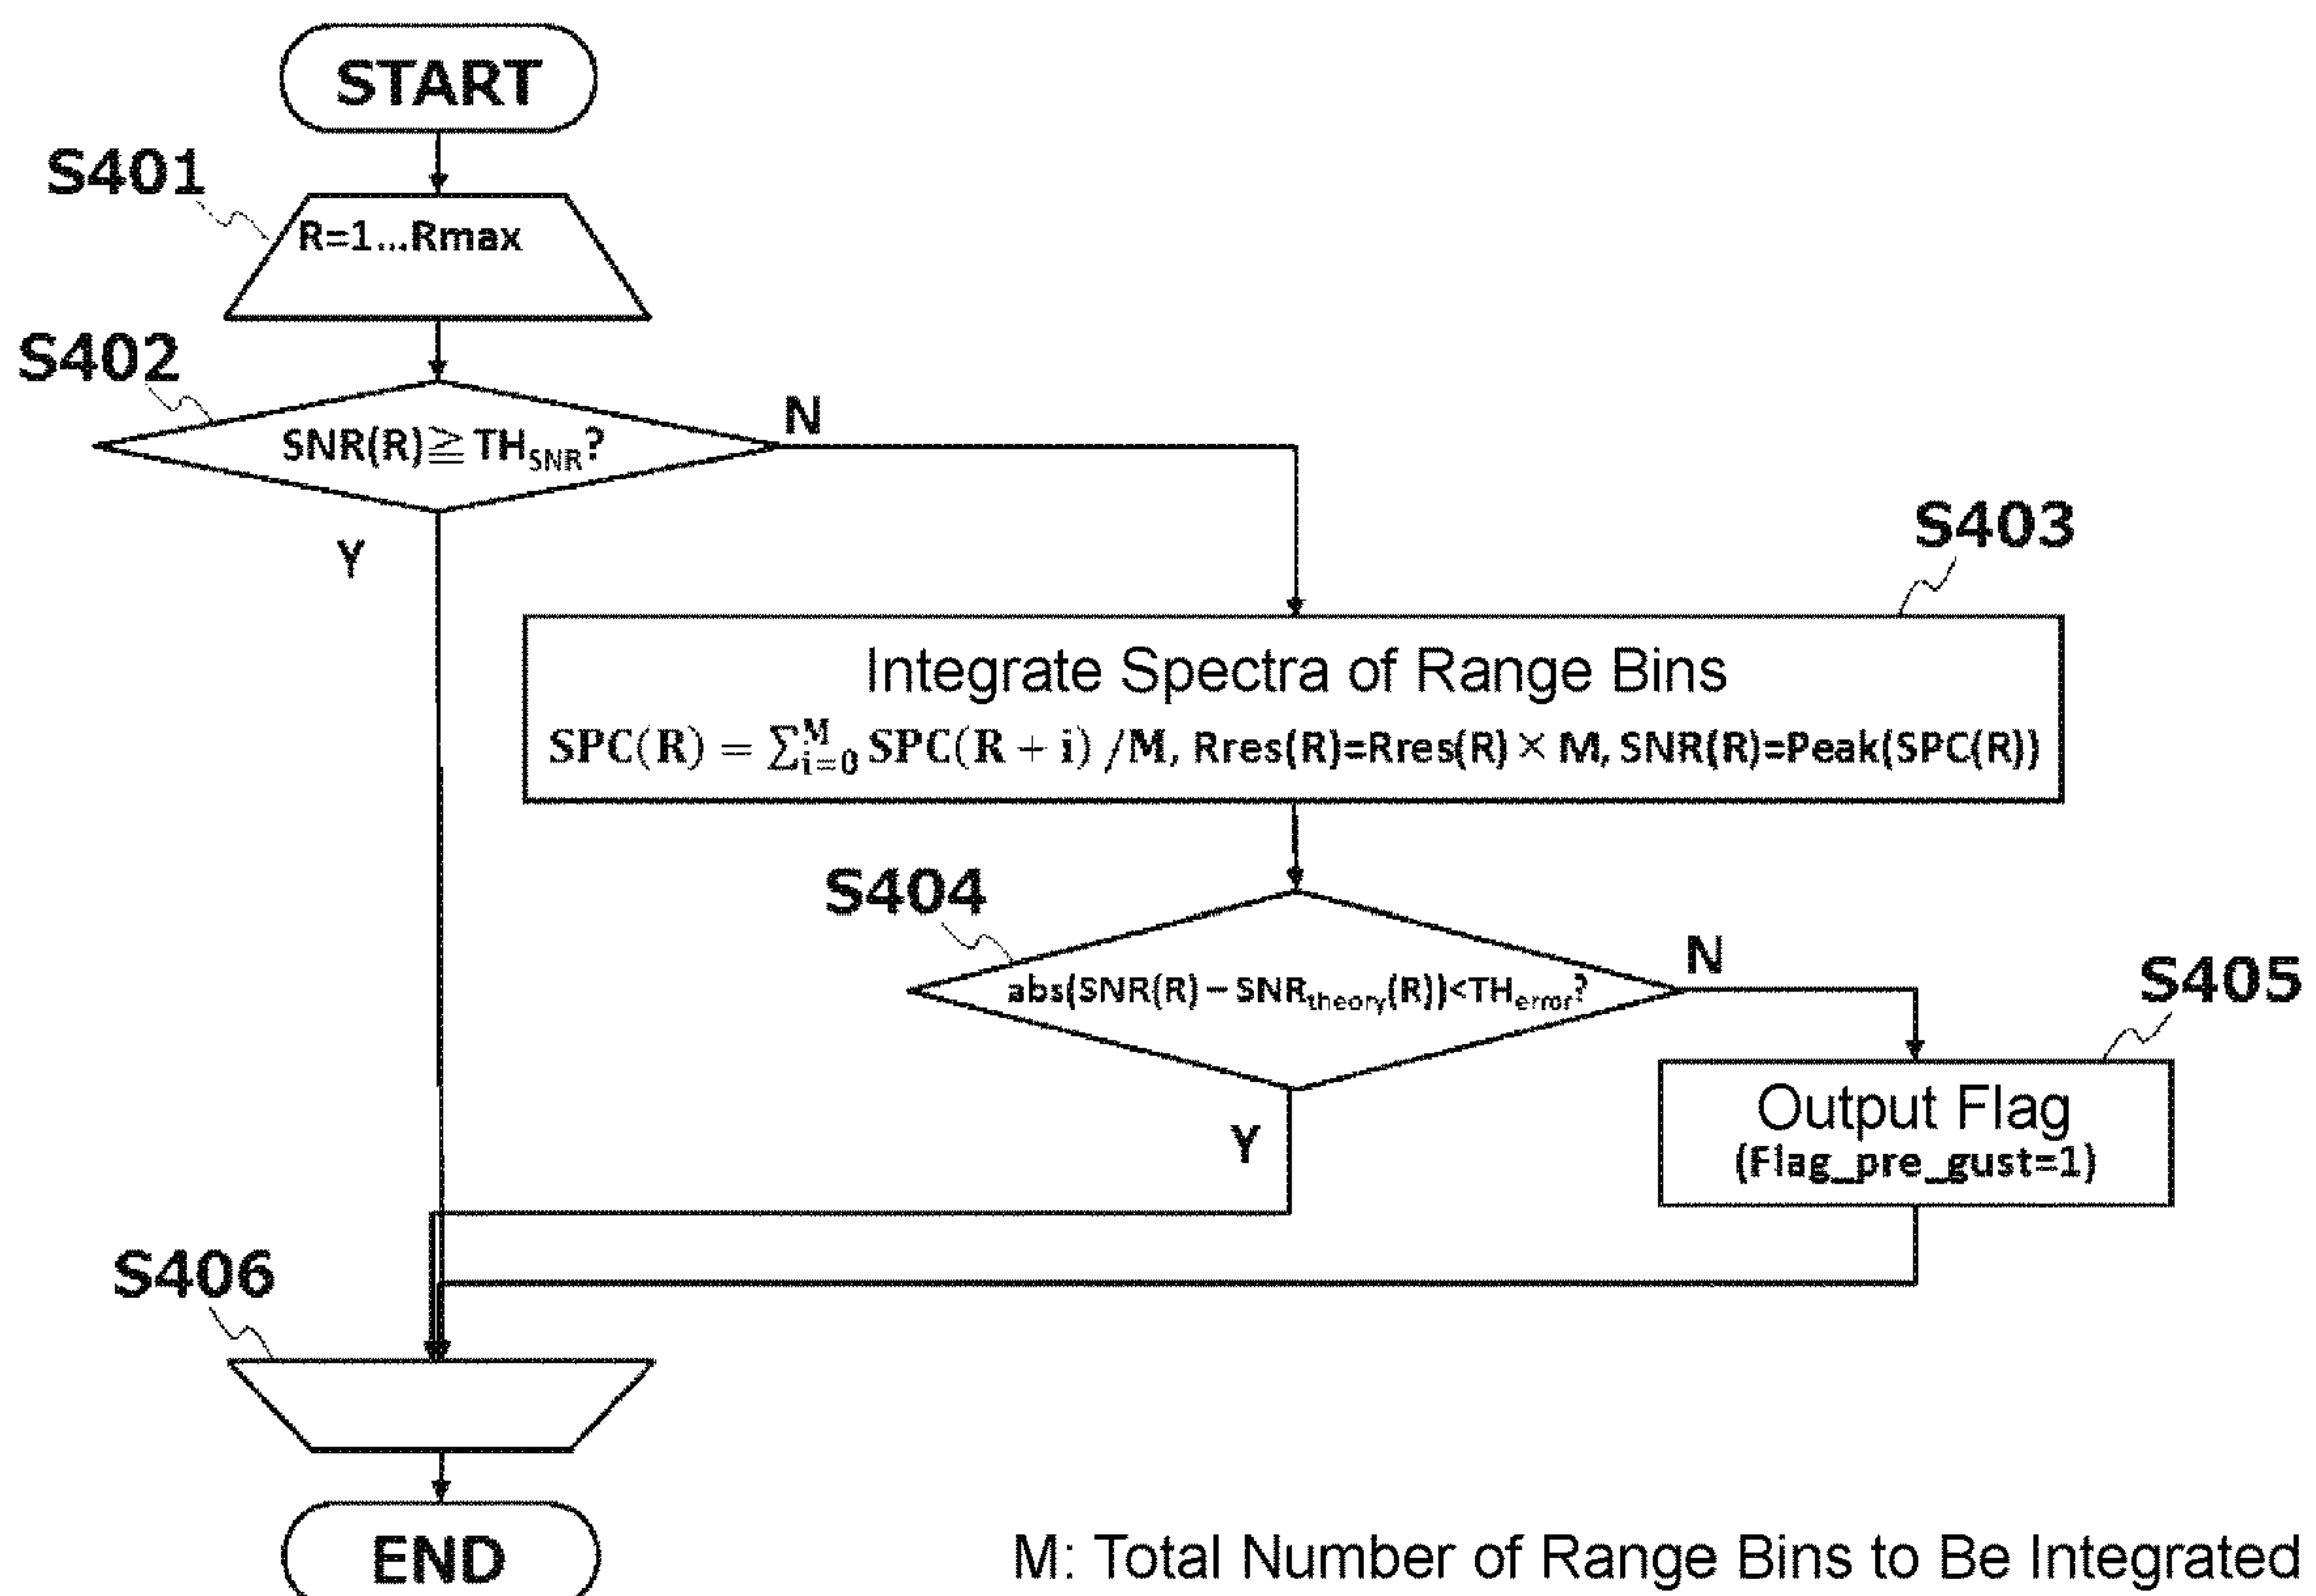 START
S401
R=1...Rmax
S402
SNR(R)≧TH_SNR?
N
Y
S403
Integrate Spectra of Range Bins
SPC(R) = ∑_{i=0}^{M} SPC(R + i) /M, Rres(R)=Rres(R)×M, SNR(R)=Peak(SPC(R))
S404
abs(SNR(R) – SNR_theory(R))<TH_error?
N
Y
S405
Output Flag
(Flag_pre_gust=1)
S406
END
M: Total Number of Range Bins to Be Integrated